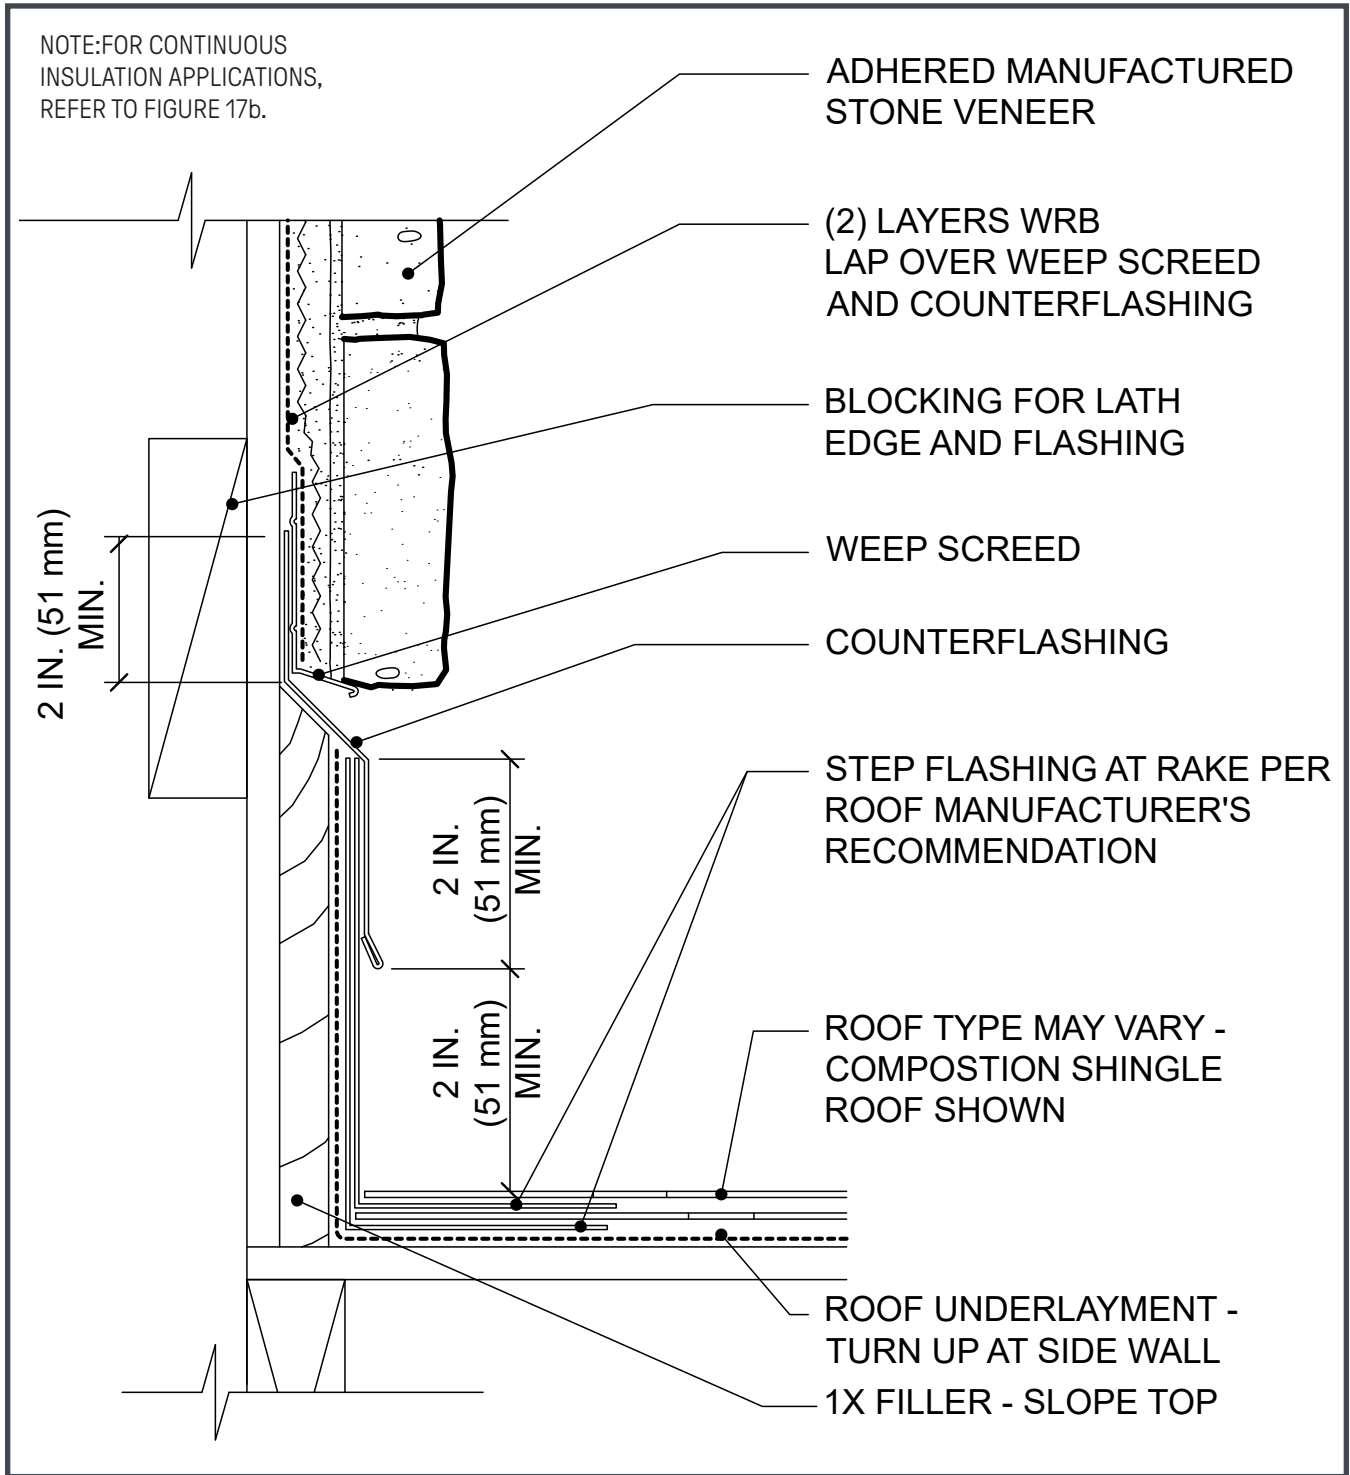 NOTE:FOR CONTINUOUS
INSULATION APPLICATIONS,
REFER TO FIGURE 17b.
ADHERED MANUFACTURED
STONE VENEER
(2) LAYERS WRB
LAP OVER WEEP SCREED
AND COUNTERFLASHING
BLOCKING FOR LATH
EDGE AND FLASHING
2 IN. (51 mm)
MIN.
WEEP SCREED
COUNTERFLASHING
STEP FLASHING AT RAKE PER
ROOF MANUFACTURER'S
RECOMMENDATION
2 IN.
(51 mm)
MIN.
2 IN.
(51 mm)
MIN.
ROOF TYPE MAY VARY -
COMPOSTION SHINGLE
ROOF SHOWN
ROOF UNDERLAYMENT -
TURN UP AT SIDE WALL
1X FILLER - SLOPE TOP